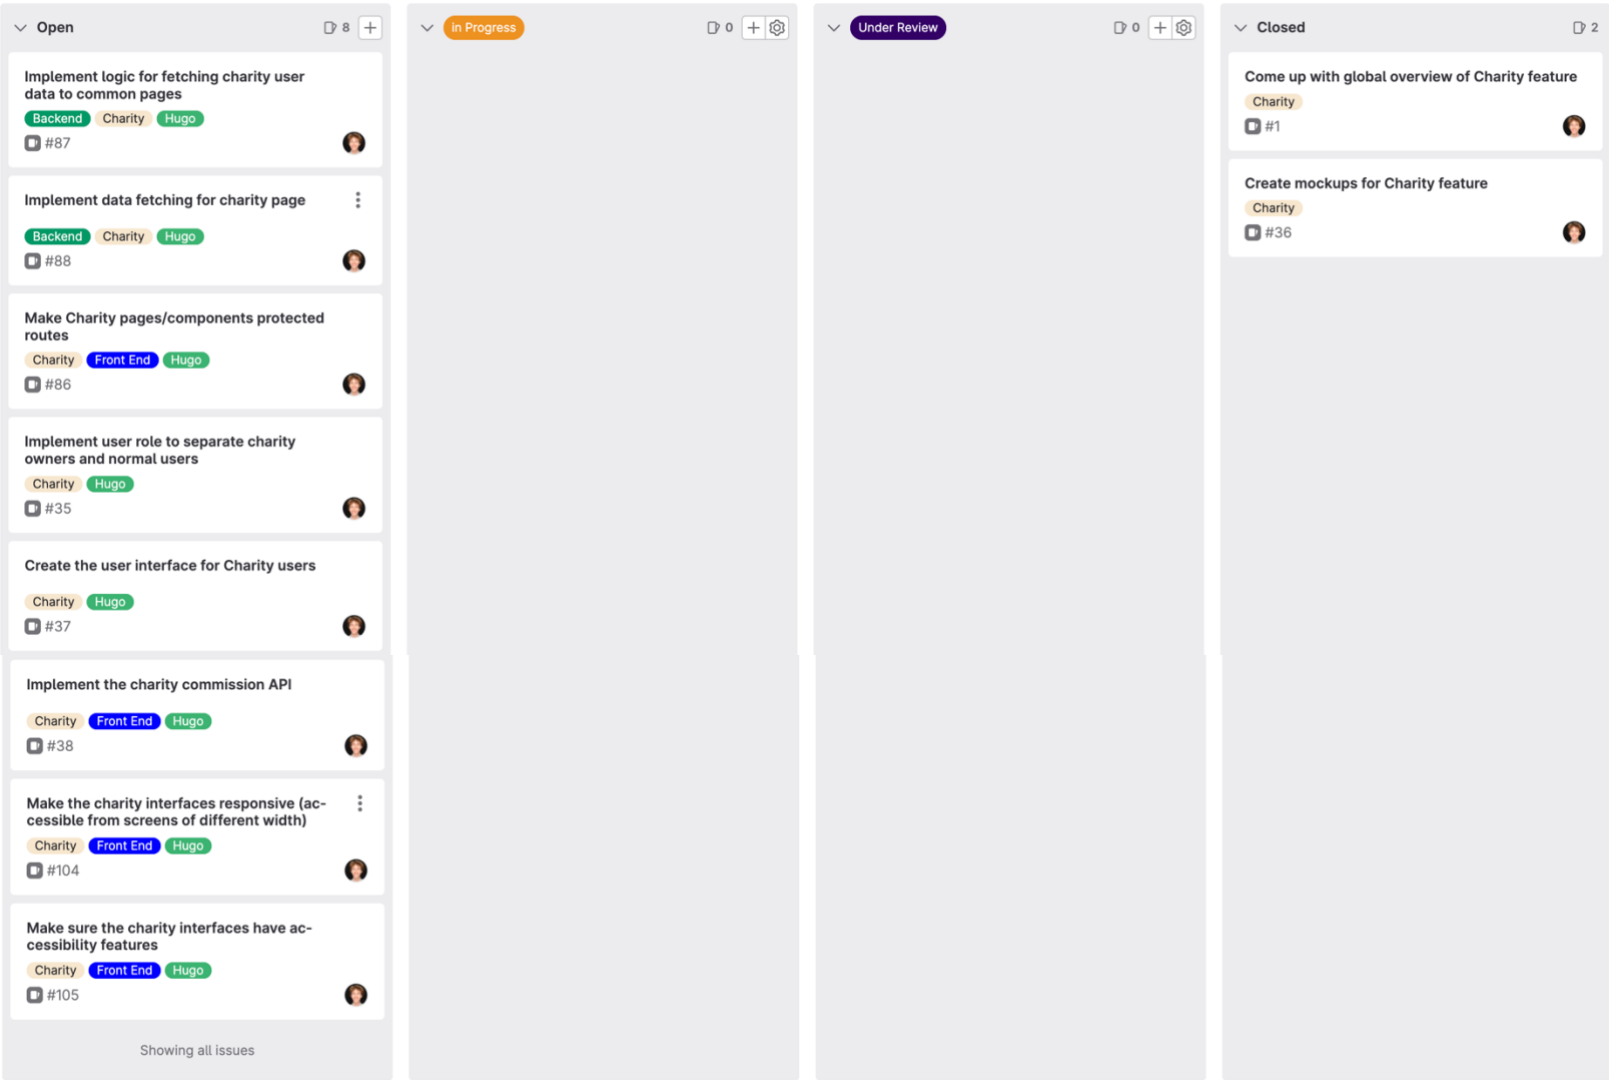 Open
8
Implement logic for fetching charity user
data to common pages
Backend Charity Hugo
#87
Implement data fetching for charity page
Backend Charity Hugo
#88
Make Charity pages/components protected
routes
Charity Front End Hugo
#86
Implement user role to separate charity
owners and normal users
Charity Hugo
#35
Create the user interface for Charity users
Charity Hugo
#37
Implement the charity commission API
Charity Front End Hugo
#38
Make the charity interfaces responsive (ac-
cessible from screens of different width)
Charity Front End Hugo
#104
Make sure the charity interfaces have ac-
cessibility features
Charity Front End Hugo
#105
Showing all issues
in Progress
0
Under Review
0
Closed
2
Come up with global overview of Charity feature
Charity
#1
Create mockups for Charity feature
Charity
#36